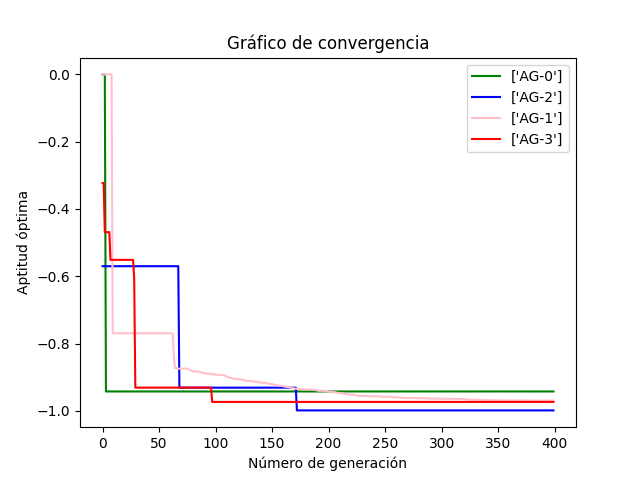 Gráfico de convergencia
Aptitud óptima
0.0
−0.2
−0.4
−0.6
−0.8
−1.0
0 50 100 150 200 250 300 350 400
Número de generación
['AG-0']
['AG-2']
['AG-1']
['AG-3']